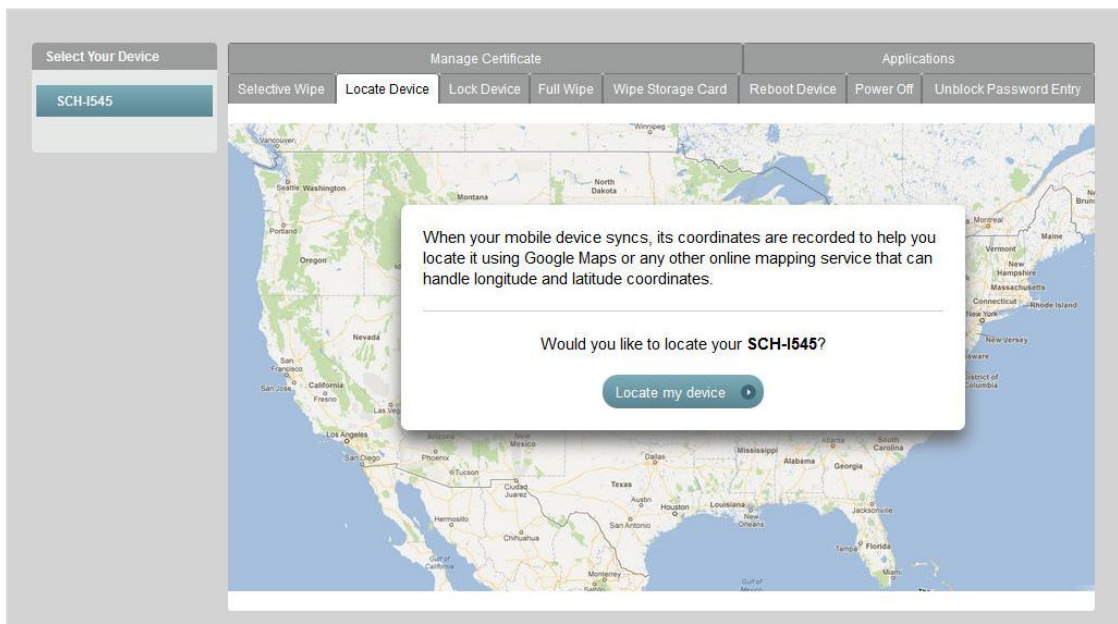 Select Your Device
SCH-I545
Manage Certificate
Applications
Selective Wipe
Locate Device
Lock Device
Full Wipe
Wipe Storage Card
Reboot Device
Power Off
Unblock Password Entry
When your mobile device syncs, its coordinates are recorded to help you
locate it using Google Maps or any other online mapping service that can
handle longitude and latitude coordinates.
Would you like to locate your SCH-I545?
Locate my device
Vancouver
Winnipeg
Seattle
Washington
Montana
North
Dakota
Portland
Oregon
Montreal
Maine
Vermont
New
Hampshire
Massachusetts
Connecticut
Rhode Island
New York
New Jersey
District of
Columbia
Nevada
San
Francisco
San Jose
California
Fresno
Los Angeles
San Diego
Arizona
Phoenix
Tucson
New
Mexico
Ciudad
Juarez
Dallas
Texas
Austin
Houston
San Antonio
Louisiana
New
Orleans
Mississippi
Alabama
Atlanta
Georgia
South
Carolina
Jacksonville
Tampa
Florida
Miami
Hermosillo
Chihuahua
Gulf of
California
Monterrey
Saltillo
Gulf of
Mexico
The